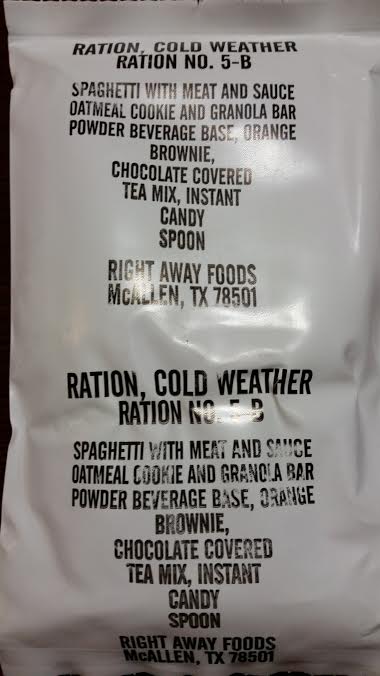 RATION, COLD WEATHER
RATION NO. 5-B
SPAGHETTI WITH MEAT AND SAUCE
OATMEAL COOKIE AND GRANOLA BAR
POWDER BEVERAGE BASE, ORANGE
BROWNIE,
CHOCOLATE COVERED
TEA MIX, INSTANT
CANDY
SPOON
RIGHT AWAY FOODS
McALLEN, TX 78501
RATION, COLD WEATHER
RATION NO. 5-B
SPAGHETTI WITH MEAT AND SAUCE
OATMEAL COOKIE AND GRANOLA BAR
POWDER BEVERAGE BASE, ORANGE
BROWNIE,
CHOCOLATE COVERED
TEA MIX, INSTANT
CANDY
SPOON
RIGHT AWAY FOODS
McALLEN, TX 78501